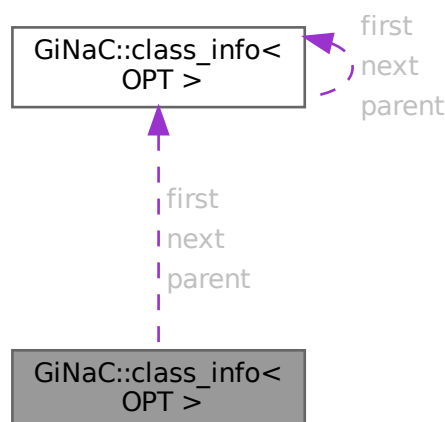 GiNaC::class_info<
OPT >
first
next
parent
first
next
parent
GiNaC::class_info<
OPT >